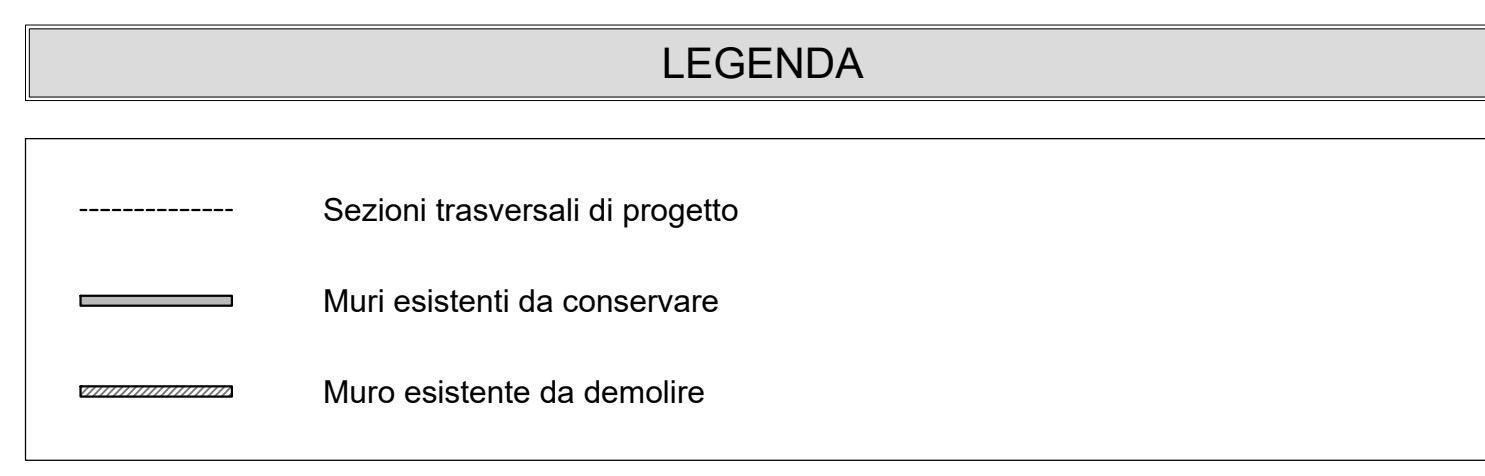 LEGENDA
Sezioni trasversali di progetto
Muri esistenti da conservare
Muro esistente da demolire